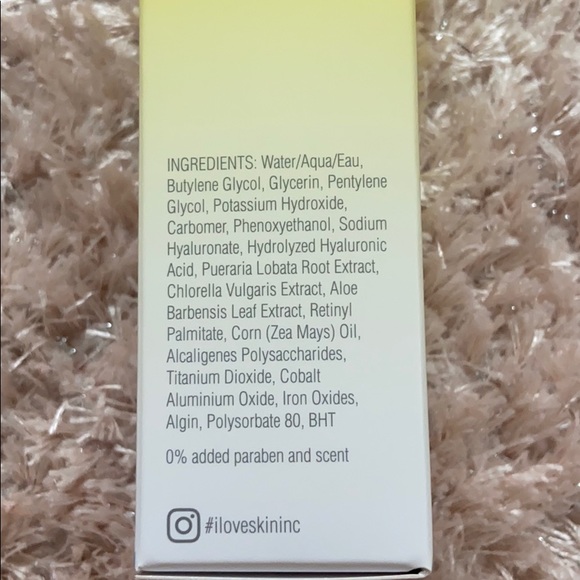 INGREDIENTS: Water/Aqua/Eau,
Butylene Glycol, Glycerin, Pentylene
Glycol, Potassium Hydroxide,
Carbomer, Phenoxyethanol, Sodium
Hyaluronate, Hydrolyzed Hyaluronic
Acid, Pueraria Lobata Root Extract,
Chlorella Vulgaris Extract, Aloe
Barbensis Leaf Extract, Retinyl
Palmitate, Corn (Zea Mays) Oil,
Alcaligenes Polysaccharides,
Titanium Dioxide, Cobalt
Aluminium Oxide, Iron Oxides,
Algin, Polysorbate 80, BHT
0% added paraben and scent
#iloveskininc